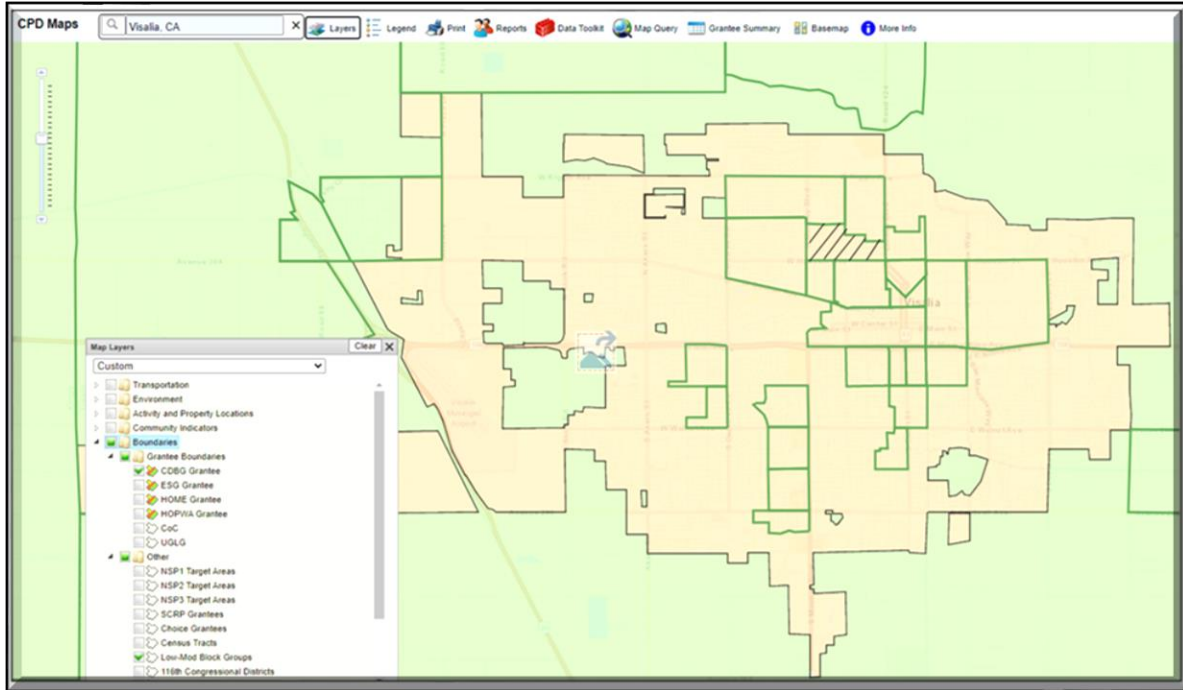 CPD Maps
Visalia, CA
Layers
Legend
Print
Reports
Data Toolkit
Map Query
Grantee Summary
Basemap
More Info
Visalia
Map Layers
Clear
Custom
Transportation
Environment
Activity and Property Locations
Community Indicators
Boundaries
Grantee Boundaries
CDBG Grantee
ESG Grantee
HOME Grantee
HOPWA Grantee
CoC
UGLG
Other
NSP1 Target Areas
NSP2 Target Areas
NSP3 Target Areas
SCRP Grantees
Choice Grantees
Census Tracts
Low-Mod Block Groups
116th Congressional Districts